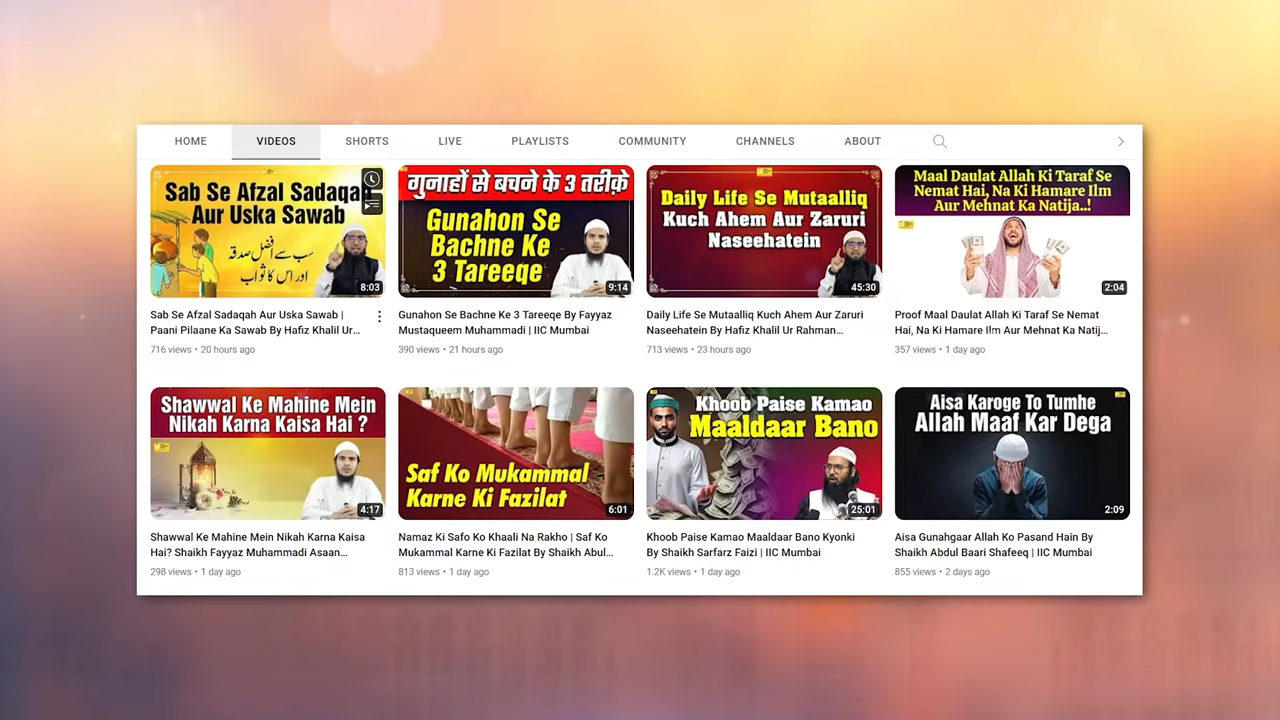 HOME VIDEOS SHORTS LIVE PLAYLISTS COMMUNITY CHANNELS ABOUT
Sab Se Afzal Sadaqah
Aur Uska Sawab
سب سے افضل صدقہ
اور اس کا ثواب
8:03
Sab Se Afzal Sadaqah Aur Uska Sawab |
Paani Pilaane Ka Sawab By Hafiz Khalil Ur...
716 views • 20 hours ago
गुनाहों से बचने के 3 तरीक़े
Gunahon Se
Bachne Ke
3 Tareeqe
9:14
Gunahon Se Bachne Ke 3 Tareeqe By Fayyaz
Mustaqueem Muhammadi | IIC Mumbai
390 views • 21 hours ago
Daily Life Se Mutaalliq
Kuch Ahem Aur Zaruri
Naseehatein
45:30
Daily Life Se Mutaalliq Kuch Ahem Aur Zaruri
Naseehatein By Hafiz Khalil Ur Rahman...
713 views • 23 hours ago
Maal Daulat Allah Ki Taraf Se
Nemat Hai, Na Ki Hamare Ilm
Aur Mehnat Ka Natija..!
2:04
Proof Maal Daulat Allah Ki Taraf Se Nemat
Hai, Na Ki Hamare Ilm Aur Mehnat Ka Natij...
357 views • 1 day ago
Shawwal Ke Mahine Mein
Nikah Karna Kaisa Hai ?
4:17
Shawwal Ke Mahine Mein Nikah Karna Kaisa
Hai? Shaikh Fayyaz Muhammadi Asaan...
298 views • 1 day ago
Saf Ko Mukammal
Karne Ki Fazilat
6:01
Namaz Ki Safo Ko Khaali Na Rakho | Saf Ko
Mukammal Karne Ki Fazilat By Shaikh Abul...
813 views • 1 day ago
Khoob Paise Kamao
Maaldaar Bano
25:01
Khoob Paise Kamao Maaldaar Bano Kyonki
By Shaikh Sarfarz Faizi | IIC Mumbai
1.2K views • 1 day ago
Aisa Karoge To Tumhe
Allah Maaf Kar Dega
2:09
Aisa Gunahgaar Allah Ko Pasand Hain By
Shaikh Abdul Baari Shafeeq | IIC Mumbai
855 views • 2 days ago